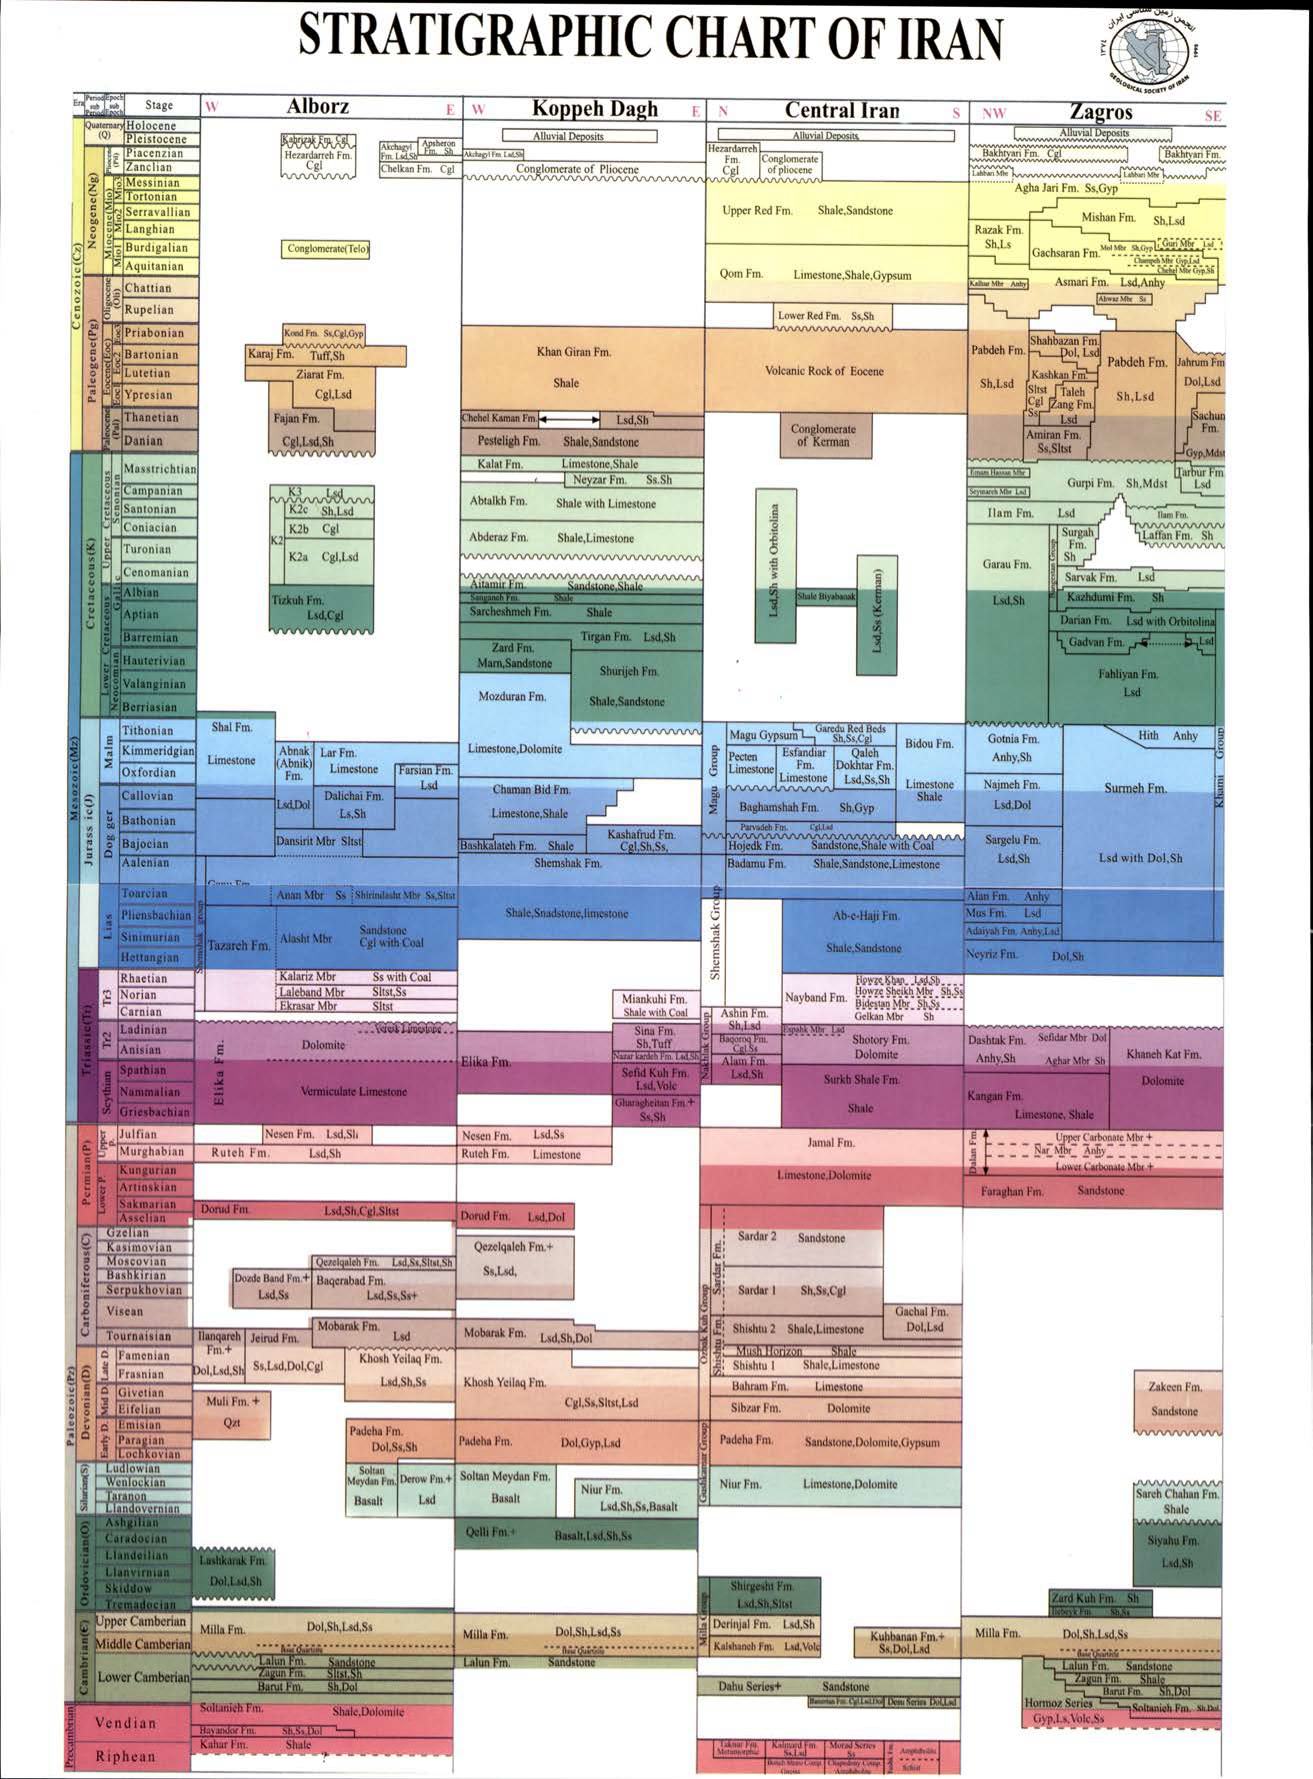 STRATIGRAPHIC CHART OF IRAN
GEOLOGICAL SOCIETY OF IRAN
Era
Period
sub
Period
Epoch
sub
Epoch
Stage
W Alborz E
W Koppeh Dagh E
N Central Iran S
NW Zagros SE
Cenozoic(Cz)
Quaternary
(Q)
Neogene(Ng)
Paleogene(Pg)
Holocene
Pleistocene
Piacenzian
Zanclian
Messinian
Tortonian
Serravallian
Langhian
Burdigalian
Aquitanian
Chattian
Rupelian
Priabonian
Bartonian
Lutetian
Ypresian
Thanetian
Danian
Mesozoic(Mz)
Cretaceous(K)
Upper Cretaceous
Senonian
Gallic
Lower Cretaceous
Neocomian
Masstrichtian
Campanian
Santonian
Coniacian
Turonian
Cenomanian
Albian
Aptian
Barremian
Hauterivian
Valanginian
Berriasian
Jurass ic(J)
Malm
Dog ger
Lias
Tithonian
Kimmeridgian
Oxfordian
Callovian
Bathonian
Bajocian
Aalenian
Toarcian
Pliensbachian
Sinimurian
Hettangian
Triassic(Tr)
Tr3
Tr2
Scythian
Rhaetian
Norian
Carnian
Ladinian
Anisian
Spathian
Nammalian
Griesbachian
Paleozoic(Pz)
Permian(P)
Upper P.
Lower P.
Julfian
Murghabian
Kungurian
Artinskian
Sakmarian
Asselian
Carboniferous(C)
Gzelian
Kasimovian
Moscovian
Bashkirian
Serpukhovian
Visean
Tournaisian
Devonian(D)
Late D.
Mid D.
Early D.
Famenian
Frasnian
Givetian
Eifelian
Emisian
Paragian
Lochkovian
Silurian(S)
Ludlowian
Wenlockian
Taranon
Llandovernian
Ordovician(O)
Ashgilian
Caradocian
Llandeilian
Llanvirnian
Skiddow
Tremadocian
Cambrian(Є)
Upper Camberian
Middle Camberian
Lower Camberian
Precambrian
Vendian
Riphean
Kahrizak Fm. Cgl
Hezardarreh Fm.
Cgl
Akchagyl
Fm. Lsd,Sh
Apsheron
Fm. Sh
Chelkan Fm. Cgl
Conglomerate(Telo)
Kond Fm. Ss,Cgl,Gyp
Karaj Fm. Tuff,Sh
Ziarat Fm.
Cgl,Lsd
Fajan Fm.
Cgl,Lsd,Sh
K3 Lsd
K2c Sh,Lsd
K2
K2b Cgl
K2a Cgl,Lsd
Tizkuh Fm.
Lsd,Cgl
Shal Fm.
Limestone
Abnak
(Abnik)
Fm.
Lsd,Dol
Lar Fm.
Limestone
Farsian Fm.
Lsd
Dalichai Fm.
Ls,Sh
Dansirit Mbr Sltst
Shemshak group
Anan Mbr Ss
Shirindasht Mbr Ss,Sltst
Tazareh Fm.
Alasht Mbr
Sandstone
Cgl with Coal
Kalariz Mbr Ss with Coal
Laleband Mbr Sltst,Ss
Ekrasar Mbr Sltst
Elika Fm.
Veresk Limestone
Dolomite
Vermiculate Limestone
Nesen Fm. Lsd,Sh
Ruteh Fm. Lsd,Sh
Dorud Fm. Lsd,Sh,Cgl,Sltst
Qezelqaleh Fm. Lsd,Ss,Sltst,Sh
Dozde Band Fm.+
Lsd,Ss
Baqerabad Fm.
Lsd,Ss,Ss+
Mobarak Fm.
Lsd
Ilanqareh
Fm.+
Dol,Lsd,Sh
Jeirud Fm.
Ss,Lsd,Dol,Cgl
Khosh Yeilaq Fm.
Lsd,Sh,Ss
Muli Fm. +
Qzt
Padeha Fm.
Dol,Ss,Sh
Soltan
Meydan Fm.
Basalt
Derow Fm.+
Lsd
Lashkarak Fm.
Dol,Lsd,Sh
Milla Fm. Dol,Sh,Lsd,Ss
Base Quartzite
Lalun Fm. Sandstone
Zagun Fm. Sltst,Sh
Barut Fm. Sh,Dol
Soltanieh Fm. Shale,Dolomite
Bayandor Fm. Sh,Ss,Dol
Kahar Fm. Shale
?
Alluvial Deposits
Akchagyl Fm. Lsd,Sh
Conglomerate of Pliocene
Khan Giran Fm.
Shale
Chehel Kaman Fm. Lsd,Sh
Pesteligh Fm. Shale,Sandstone
Kalat Fm. Limestone,Shale
Neyzar Fm. Ss.Sh
Abtalkh Fm. Shale with Limestone
Abderaz Fm. Shale,Limestone
Aitamir Fm. Sandstone,Shale
Sanganeh Fm. Shale
Sarcheshmeh Fm. Shale
Tirgan Fm. Lsd,Sh
Zard Fm.
Marn,Sandstone
Shurijeh Fm.
Shale,Sandstone
Mozduran Fm.
Limestone,Dolomite
Chaman Bid Fm.
Limestone,Shale
Kashafrud Fm.
Cgl,Sh,Ss,
Bashkalateh Fm. Shale
Shemshak Fm.
Shale,Snadstone,limestone
Miankuhi Fm.
Shale with Coal
Elika Fm.
Sina Fm.
Sh,Tuff
Nazar kardeh Fm. Lsd,Sh
Sefid Kuh Fm.
Lsd,Volc
Gharagheitan Fm.+
Ss,Sh
Nesen Fm. Lsd,Ss
Ruteh Fm. Limestone
Dorud Fm. Lsd,Dol
Qezelqaleh Fm.+
Ss,Lsd,
Mobarak Fm. Lsd,Sh,Dol
Khosh Yeilaq Fm.
Cgl,Ss,Sltst,Lsd
Padeha Fm. Dol,Gyp,Lsd
Soltan Meydan Fm.
Basalt
Niur Fm.
Lsd,Sh,Ss,Basalt
Qelli Fm.+ Basalt,Lsd,Sh,Ss
Milla Fm. Dol,Sh,Lsd,Ss
Base Quartzite
Lalun Fm. Sandstone
Alluvial Deposits
Hezardarreh
Fm.
Cgl
Conglomerate
of pliocene
Upper Red Fm. Shale,Sandstone
Qom Fm. Limestone,Shale,Gypsum
Lower Red Fm. Ss,Sh
Volcanic Rock of Eocene
Conglomerate
of Kerman
Lsd,Sh with Orbitolina
Shale Biyabanak
Lsd,Ss (Kerman)
Magu Group
Magu Gypsum
Garedu Red Beds
Sh,Ss,Cgl
Pecten
Limestone
Esfandiar
Fm.
Limestone
Qaleh
Dokhtar Fm.
Lsd,Ss,Sh
Bidou Fm.
Limestone
Shale
Baghamshah Fm. Sh,Gyp
Parvadeh Fm. Cgl,Lsd
Hojedk Fm. Sandstone,Shale with Coal
Badamu Fm. Shale,Sandstone,Limestone
Shemshak Group
Ab-e-Haji Fm.
Shale,Sandstone
Nayband Fm.
Howze Khan Lsd,Sh
Howze Sheikh Mbr Sh,Ss
Bidestan Mbr Sh,Ss
Gelkan Mbr Sh
Nakhlak Group
Ashin Fm.
Sh,Lsd
Baqoroq Fm.
Cgl,Ss
Alam Fm.
Lsd,Sh
Espahk Mbr Lsd
Shotory Fm.
Dolomite
Surkh Shale Fm.
Shale
Jamal Fm.
Limestone,Dolomite
Ozbak Kuh Group
Sardar Fm.
Sardar 2 Sandstone
Sardar 1 Sh,Ss,Cgl
Shishtu Fm.
Gachal Fm.
Dol,Lsd
Shishtu 2 Shale,Limestone
Mush Horizon Shale
Shishtu 1 Shale,Limestone
Bahram Fm. Limestone
Sibzar Fm. Dolomite
Gushkamar Group
Padeha Fm. Sandstone,Dolomite,Gypsum
Niur Fm. Limestone,Dolomite
Milla Group
Shirgesht Fm.
Lsd,Sh,Sltst
Derinjal Fm. Lsd,Sh
Kalshaneh Fm. Lsd,Volc
Kuhbanan Fm.+
Ss,Dol,Lsd
Dahu Series+ Sandstone
Desu Series Dol,Lsd
Taknar Fm.
Metamorphic
Kalmard Fm.
Ss,Lsd
Morad Series
Ss
Amphibolite
Schist
Alluvial Deposits
Bakhtyari Fm. Cgl
Bakhtyari Fm.
Lahbari Mbr
Lahbari Mbr
Agha Jari Fm. Ss,Gyp
Mishan Fm. Sh,Lsd
Razak Fm.
Sh,Ls
Guri Mbr Lsd
Mol Mbr Sh,Gyp
Gachsaran Fm.
Champeh Mbr Gyp,Lsd
Chehel Mbr Gyp,Sh
Kalhur Mbr Anhy
Asmari Fm. Lsd,Anhy
Ahwaz Mbr Ss
Pabdeh Fm.
Sh,Lsd
Shahbazan Fm.
Dol, Lsd
Kashkan Fm.
Sltst
Cgl
Ss
Taleh
Zang Fm.
Lsd
Amiran Fm.
Ss,Sltst
Pabdeh Fm.
Sh,Lsd
Jahrum Fm
Dol,Lsd
Sachun
Fm.
Gyp,Mdst
Emam Hassan Mbr
Seymareh Mbr Lsd
Gurpi Fm. Sh,Mdst
Tarbur Fm.
Lsd
Ilam Fm. Lsd
Ilam Fm.
Garau Fm.
Lsd,Sh
Bangestan Group
Surgah
Fm.
Sh
Laffan Fm. Sh
Sarvak Fm. Lsd
Kazhdumi Fm. Sh
Darian Fm. Lsd with Orbitolina
Gadvan Fm. Lsd
Fahliyan Fm.
Lsd
Khami Group
Gotnia Fm.
Anhy,Sh
Hith Anhy
Najmeh Fm.
Lsd,Dol
Surmeh Fm.
Lsd with Dol,Sh
Sargelu Fm.
Lsd,Sh
Alan Fm. Anhy
Mus Fm. Lsd
Adaiyah Fm. Anhy,Lsd
Neyriz Fm. Dol,Sh
Dashtak Fm.
Anhy,Sh
Sefidar Mbr Dol
Aghar Mbr Sh
Khaneh Kat Fm.
Dolomite
Kangan Fm.
Limestone, Shale
Dalan Fm.
Upper Carbonate Mbr +
Nar Mbr Anhy
Lower Carbonate Mbr +
Faraghan Fm. Sandstone
Zakeen Fm.
Sandstone
Sareh Chahan Fm.
Shale
Siyahu Fm.
Lsd,Sh
Zard Kuh Fm. Sh
Ilebeyk Fm. Sh,Ss
Milla Fm. Dol,Sh,Lsd,Ss
Base Quartzite
Lalun Fm. Sandstone
Zagun Fm. Shale
Barut Fm. Sh,Dol
Hormoz Series
Gyp,Ls,Volc,Ss
Soltanieh Fm. Sh,Dol